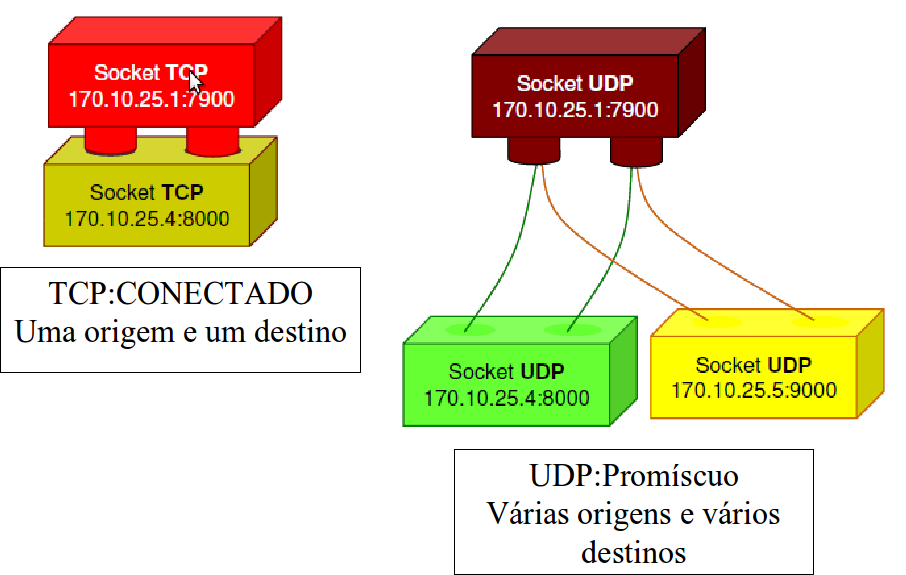 Socket TCP
170.10.25.1:7900
Socket TCP
170.10.25.4:8000
TCP:CONECTADO
Uma origem e um destino
Socket UDP
170.10.25.1:7900
Socket UDP
170.10.25.4:8000
Socket UDP
170.10.25.5:9000
UDP:Promíscuo
Várias origens e vários
destinos